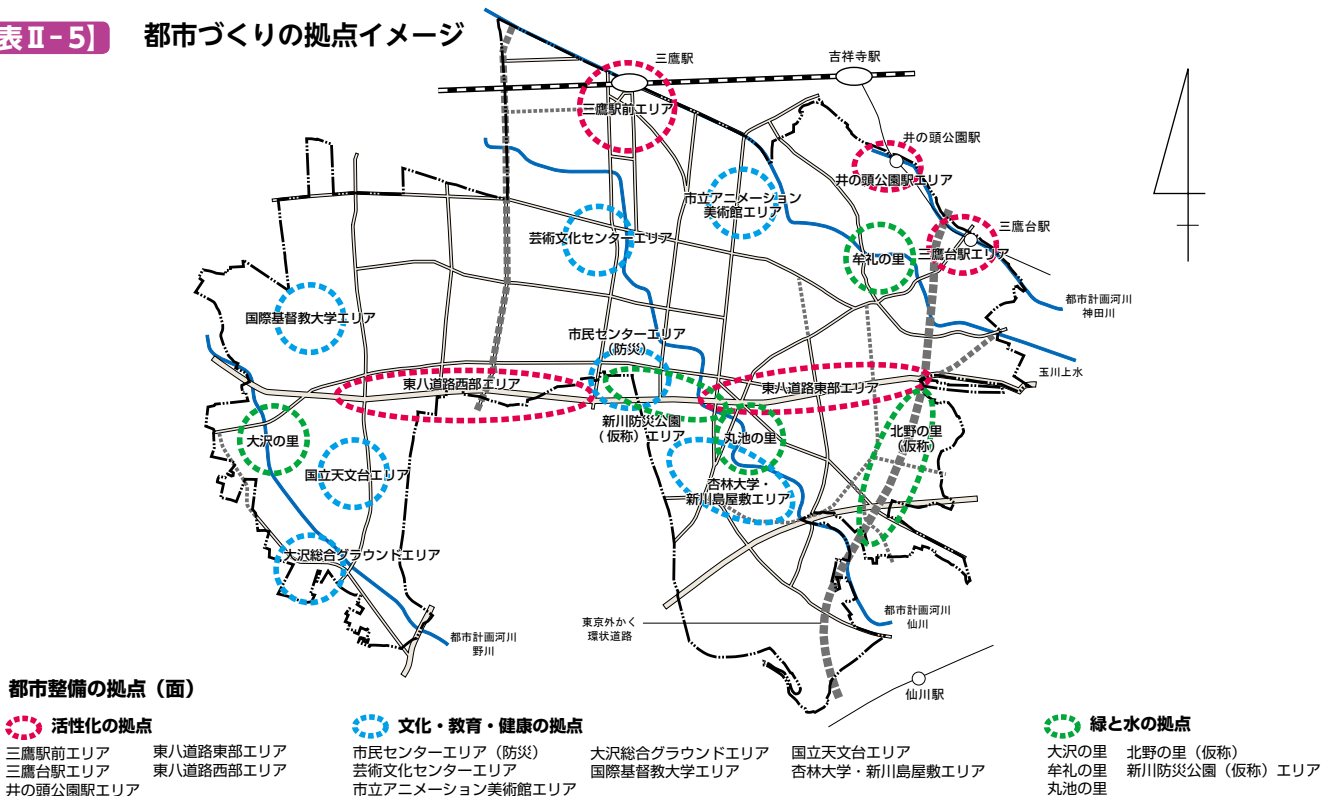 表Ⅱ-5】 都市づくりの拠点イメージ
三鷹駅
吉祥寺駅
三鷹駅前エリア
井の頭公園駅
井の頭公園駅エリア
市立アニメーション
美術館エリア
三鷹台駅
芸術文化センターエリア
牟礼の里
三鷹台駅エリア
都市計画河川
神田川
国際基督教大学エリア
市民センターエリア
（防災）
玉川上水
東八道路西部エリア
東八道路東部エリア
新川防災公園
（仮称）エリア
大沢の里
丸池の里
北野の里
（仮称）
国立天文台エリア
杏林大学・
新川島屋敷エリア
大沢総合グラウンドエリア
都市計画河川
仙川
東京外かく
環状道路
都市計画河川
野川
仙川駅
都市整備の拠点（面）
活性化の拠点
三鷹駅前エリア 東八道路東部エリア
三鷹台駅エリア 東八道路西部エリア
井の頭公園駅エリア
文化・教育・健康の拠点
市民センターエリア（防災） 大沢総合グラウンドエリア 国立天文台エリア
芸術文化センターエリア 国際基督教大学エリア 杏林大学・新川島屋敷エリア
市立アニメーション美術館エリア
緑と水の拠点
大沢の里 北野の里（仮称）
牟礼の里 新川防災公園（仮称）エリア
丸池の里